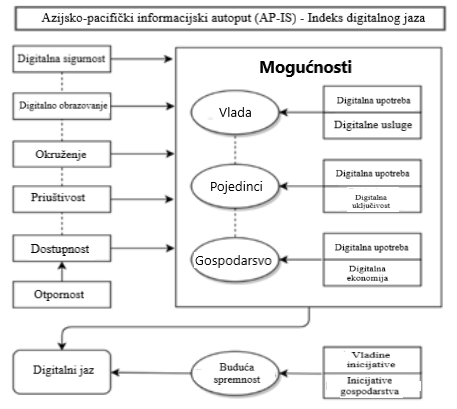 Azijsko-pacifički informacijski autoput (AP-IS) - Indeks digitalnog jaza
Digitalna sigurnost
Digitalno obrazovanje
Okruženje
Priuštivost
Dostupnost
Otpornost
Mogućnosti
Vlada
Digitalna upotreba
Digitalne usluge
Pojedinci
Digitalna upotreba
Digitalna
uključivost
Gospodarsvo
Digitalna upotreba
Digitalna
ekonomija
Digitalni jaz
Buduća
spremnost
Vladine
inicijative
Inicijative
gospodarstva